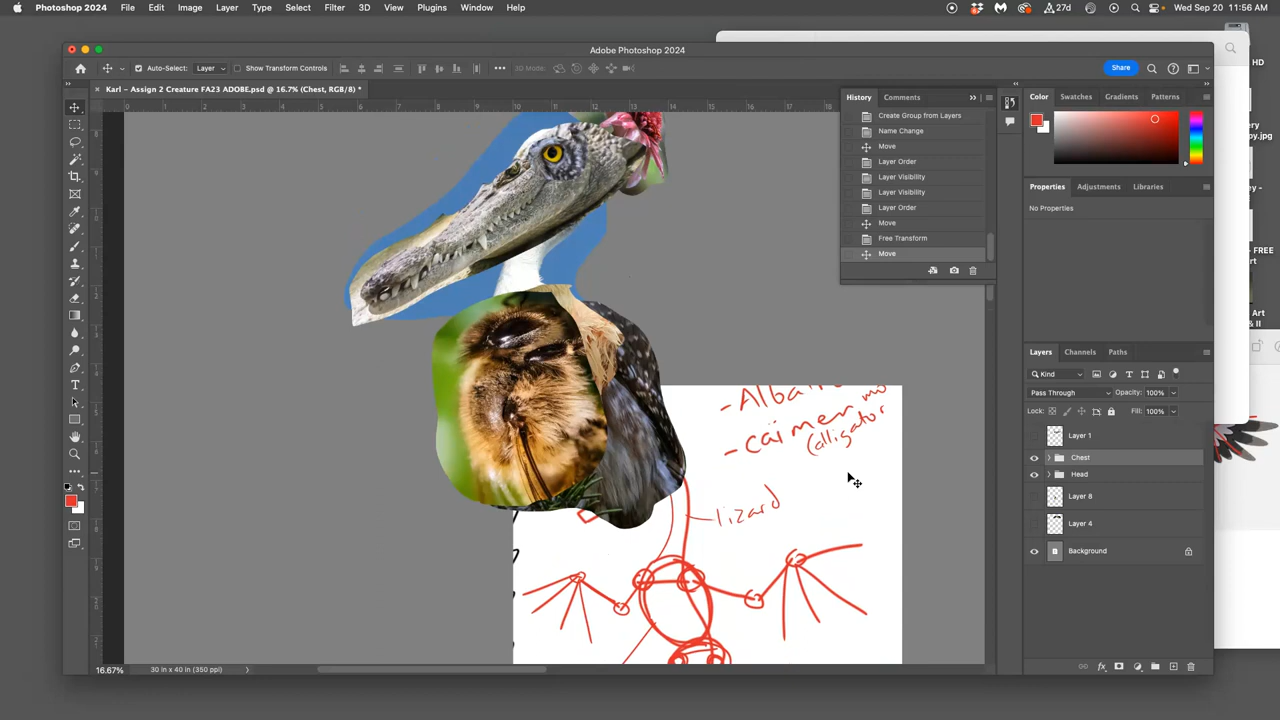 Photoshop 2024 File Edit Image Layer Type Select Filter 3D View Plugins Window Help 27d Wed Sep 20 11:56 AM
Adobe Photoshop 2024
Auto-Select: Layer Show Transform Controls 3D Mode: Share
Karl – Assign 2 Creature FA23 ADOBE.psd @ 16.7% (Chest, RGB/8) *
HD
History Comments
Create Group from Layers
Name Change
Move
Layer Order
Layer Visibility
Layer Visibility
Layer Order
Move
Free Transform
Move
Color Swatches Gradients Patterns
Properties Adjustments Libraries
No Properties
Layers Channels Paths
Kind
Pass Through Opacity: 100%
Lock: Fill: 100%
Layer 1
Chest
Head
Layer 8
Layer 4
Background
- caimen
(alligator
lizard
16.67% 30 in x 40 in (350 ppi)